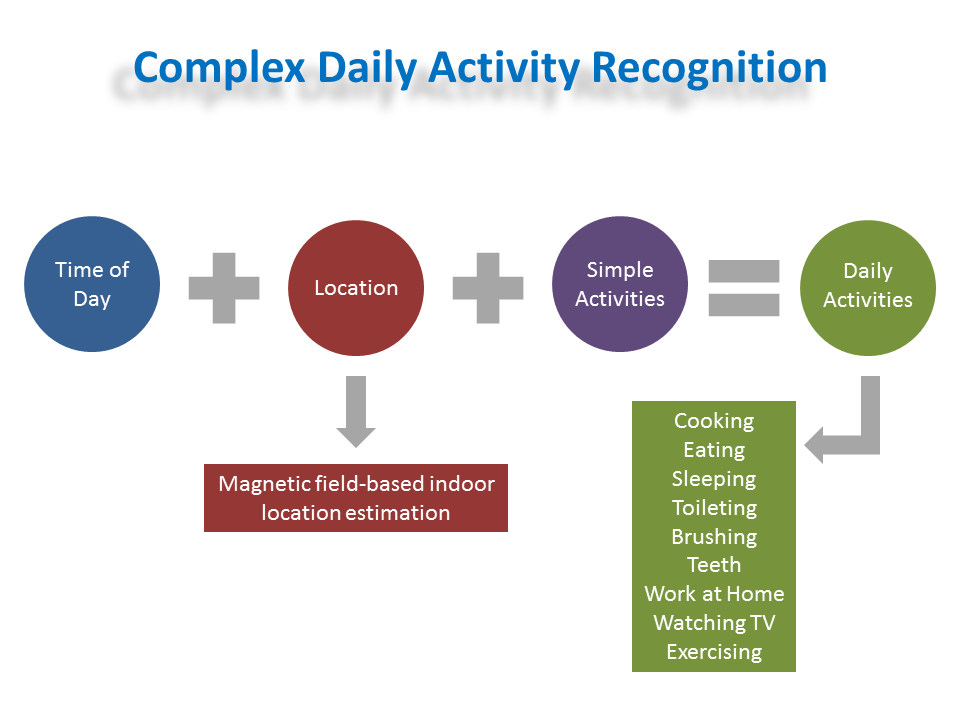 Complex Daily Activity Recognition
Time of
Day
Location
Simple
Activities
Daily
Activities
Magnetic field-based indoor
location estimation
Cooking
Eating
Sleeping
Toileting
Brushing
Teeth
Work at Home
Watching TV
Exercising